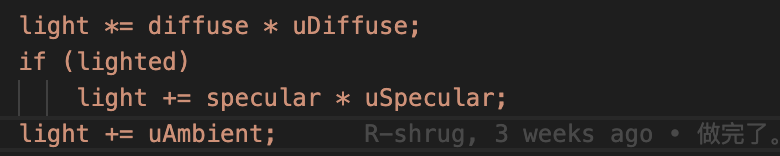 light *= diffuse * uDiffuse;
if (lighted)
light += specular * uSpecular;
light += uAmbient; R-shrug, 3 weeks ago • 做完了。